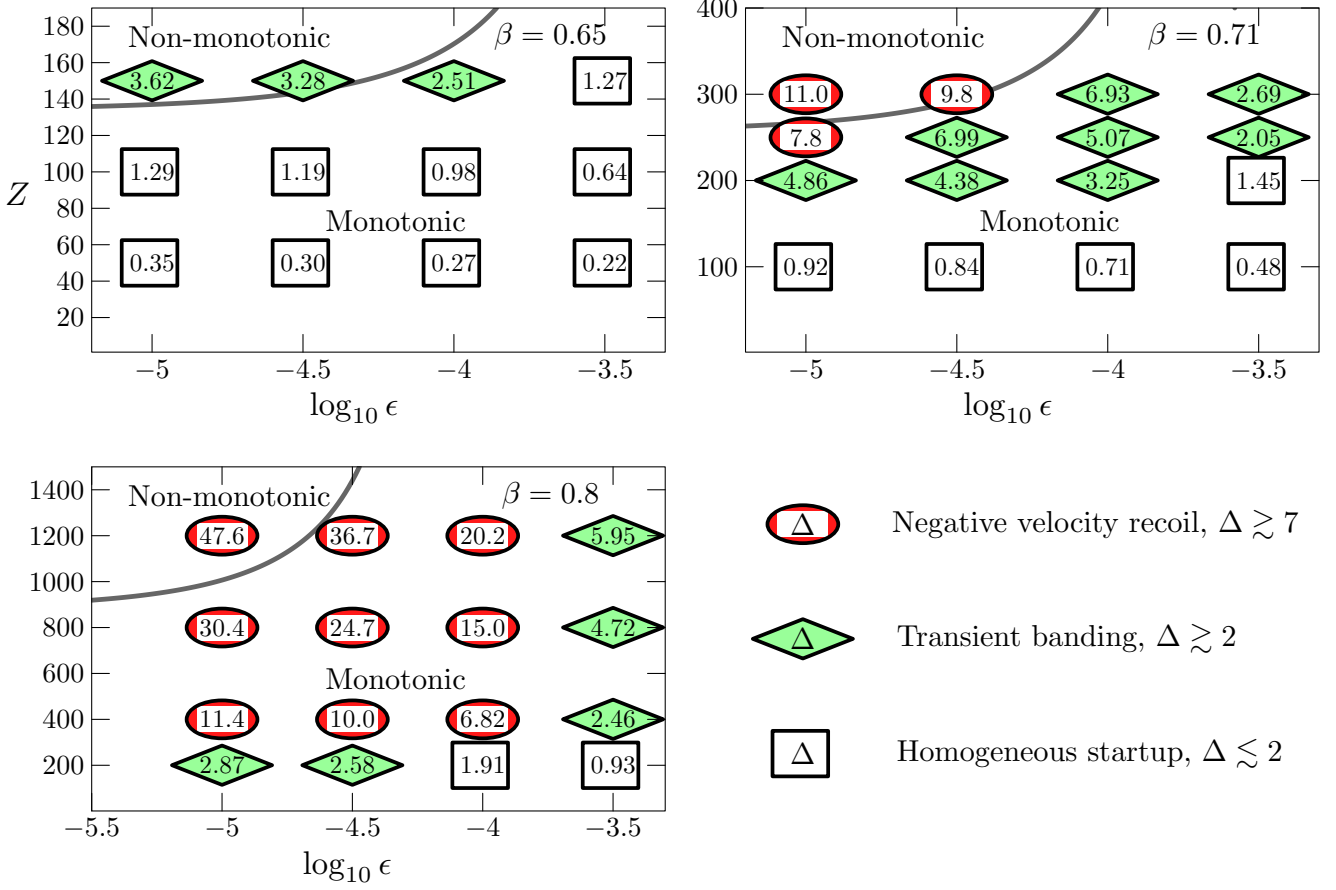 180
Non-monotonic
β = 0.65
160
3.62 3.28 2.51 1.27
140
120
Z
100
1.29 1.19 0.98 0.64
80
Monotonic
60
0.35 0.30 0.27 0.22
40
20
−5 −4.5 −4 −3.5
log₁₀ ϵ
400
Non-monotonic
β = 0.71
300
11.0 9.8 6.93 2.69
7.8 6.99 5.07 2.05
200
4.86 4.38 3.25 1.45
Monotonic
100
0.92 0.84 0.71 0.48
−5 −4.5 −4 −3.5
log₁₀ ϵ
1400
Non-monotonic
β = 0.8
1200
47.6 36.7 20.2 5.95
1000
800
30.4 24.7 15.0 4.72
600
Monotonic
400
11.4 10.0 6.82 2.46
200
2.87 2.58 1.91 0.93
−5.5 −5 −4.5 −4 −3.5
log₁₀ ϵ
Δ Negative velocity recoil, Δ ≳ 7
Δ Transient banding, Δ ≳ 2
Δ Homogeneous startup, Δ ≲ 2